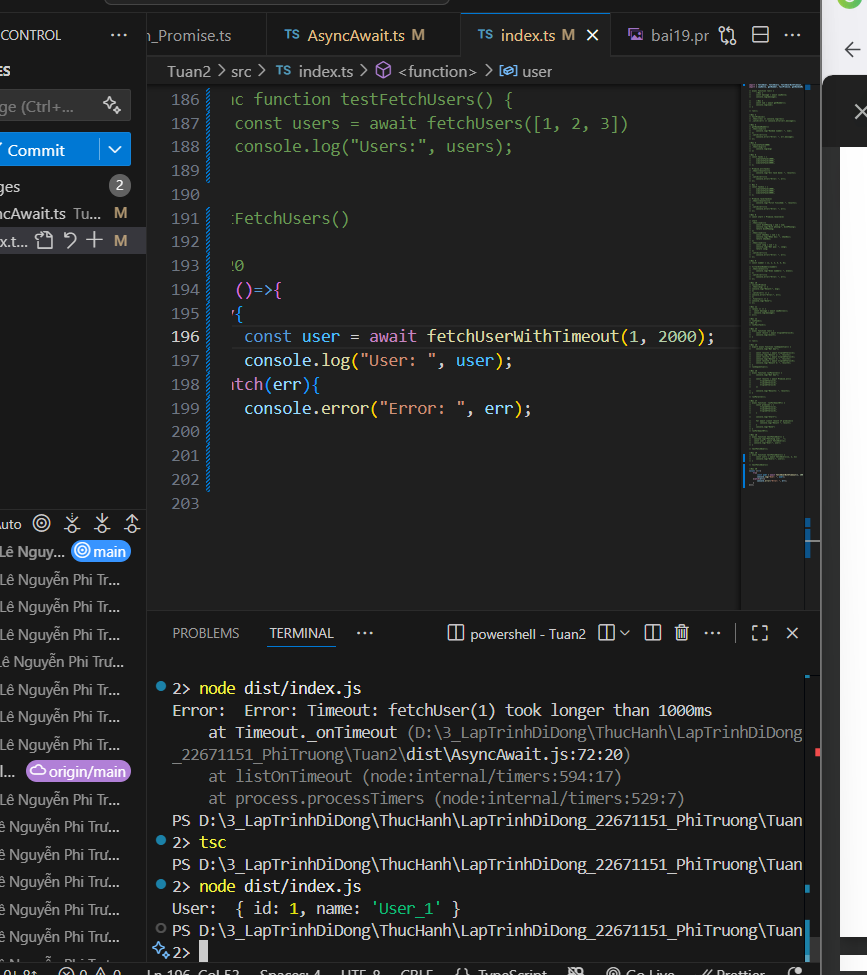 CONTROL
n_Promise.ts
TS AsyncAwait.ts M
TS index.ts M
bai19.pr
Tuan2 > src > TS index.ts > <function> > user
ge (Ctrl+...
Commit
ges 2
ncAwait.ts Tu... M
x.t... M
186 nc function testFetchUsers() {
187 const users = await fetchUsers([1, 2, 3])
188 console.log("Users:", users);
189
190
191 tFetchUsers()
192
193 20
194 ()=>{
195 y{
196 const user = await fetchUserWithTimeout(1, 2000);
197 console.log("User: ", user);
198 atch(err){
199 console.error("Error: ", err);
200
201
202
203
Auto
Lê Nguy... main
Lê Nguyễn Phi Tr...
Lê Nguyễn Phi Tr...
Lê Nguyễn Phi Tr...
ê Nguyễn Phi Trư...
Lê Nguyễn Phi Tr...
Lê Nguyễn Phi Tr...
Lê Nguyễn Phi Tr...
l... origin/main
Lê Nguyễn Phi Tr...
ê Nguyễn Phi Trư...
ê Nguyễn Phi Trư...
ê Nguyễn Phi Trư...
ê Nguyễn Phi Trư...
ê Nguyễn Phi Trư...
PROBLEMS TERMINAL ... powershell - Tuan2
2> node dist/index.js
Error:  Error: Timeout: fetchUser(1) took longer than 1000ms
at Timeout._onTimeout (D:\3_LapTrinhDiDong\ThucHanh\LapTrinhDiDong
_22671151_PhiTruong\Tuan2\dist\AsyncAwait.js:72:20)
at listOnTimeout (node:internal/timers:594:17)
at process.processTimers (node:internal/timers:529:7)
PS D:\3_LapTrinhDiDong\ThucHanh\LapTrinhDiDong_22671151_PhiTruong\Tuan
2> tsc
PS D:\3_LapTrinhDiDong\ThucHanh\LapTrinhDiDong_22671151_PhiTruong\Tuan
2> node dist/index.js
User:  { id: 1, name: 'User_1' }
PS D:\3_LapTrinhDiDong\ThucHanh\LapTrinhDiDong_22671151_PhiTruong\Tuan
2>
Ln 196, Col 52 Spaces: 4 UTF-8 CRLF {} TypeScript Go Live Prettier